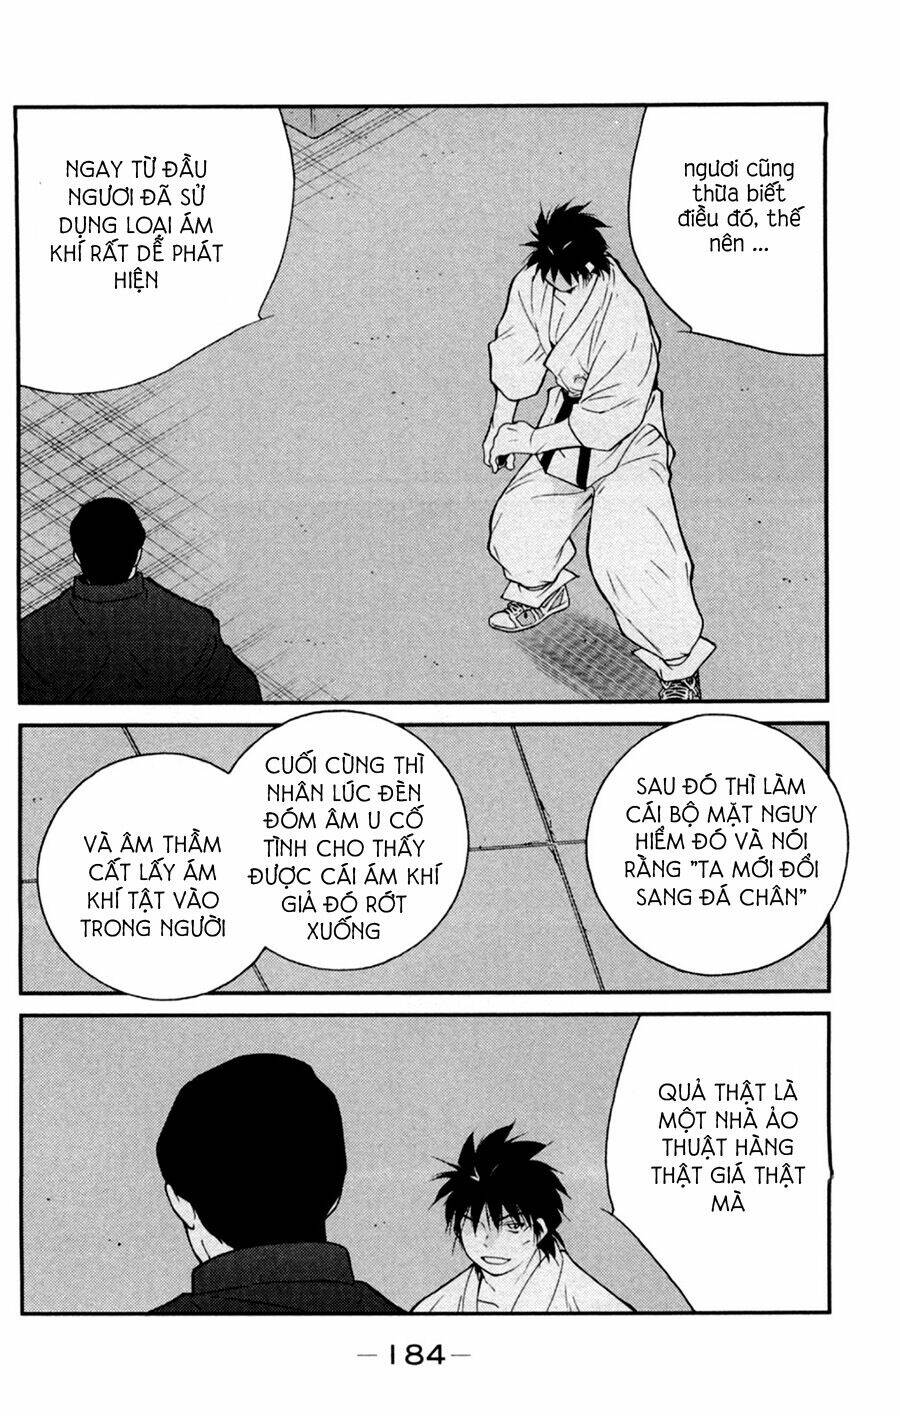 ngươi cũng
thừa biết
điều đó, thế
nên ...
NGAY TỪ ĐẦU
NGƯƠI ĐÃ SỬ
DỤNG LOẠI ÁM
KHÍ RẤT DỄ PHÁT
HIỆN
SAU ĐÓ THÌ LÀM
CÁI BỘ MẶT NGUY
HIỂM ĐÓ VÀ NÓI
RẰNG "TA MỚI ĐỔI
SANG ĐÁ CHÂN"
CUỐI CÙNG THÌ
NHÂN LÚC ĐÈN
ĐÓM ÂM U CỐ
TÌNH CHO THẤY
ĐƯỢC CÁI ÁM KHÍ
GIẢ ĐÓ RỚT
XUỐNG
VÀ ÂM THẦM
CẤT LẤY ÁM
KHÍ TẬT VÀO
TRONG NGƯỜI
QUẢ THẬT LÀ
MỘT NHÀ ẢO
THUẬT HÀNG
THẬT GIÁ THẬT
MÀ
— 184 —